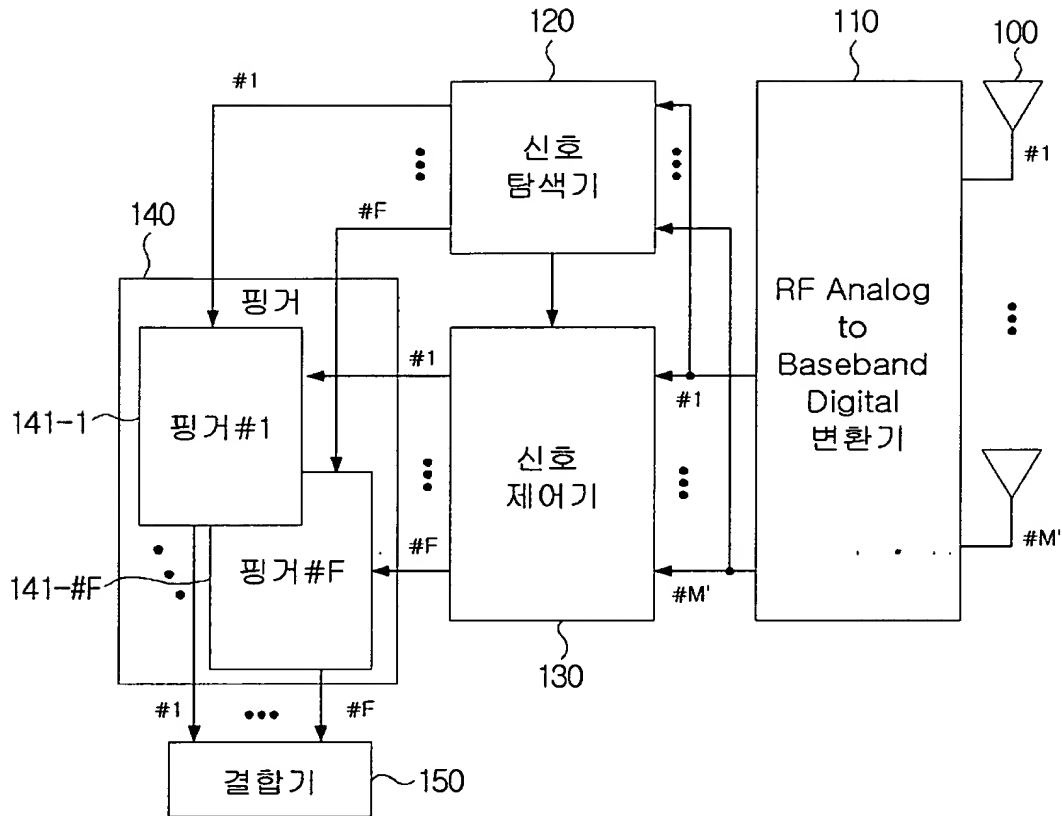 120
110
100
#1
신호
탐색기
#1
#F
140
핑거
RF Analog
to
Baseband
Digital
변환기
#1
#1
141-1
핑거#1
신호
제어기
#M'
#F
141-#F
핑거#F
#M'
130
#1
#F
결합기
150